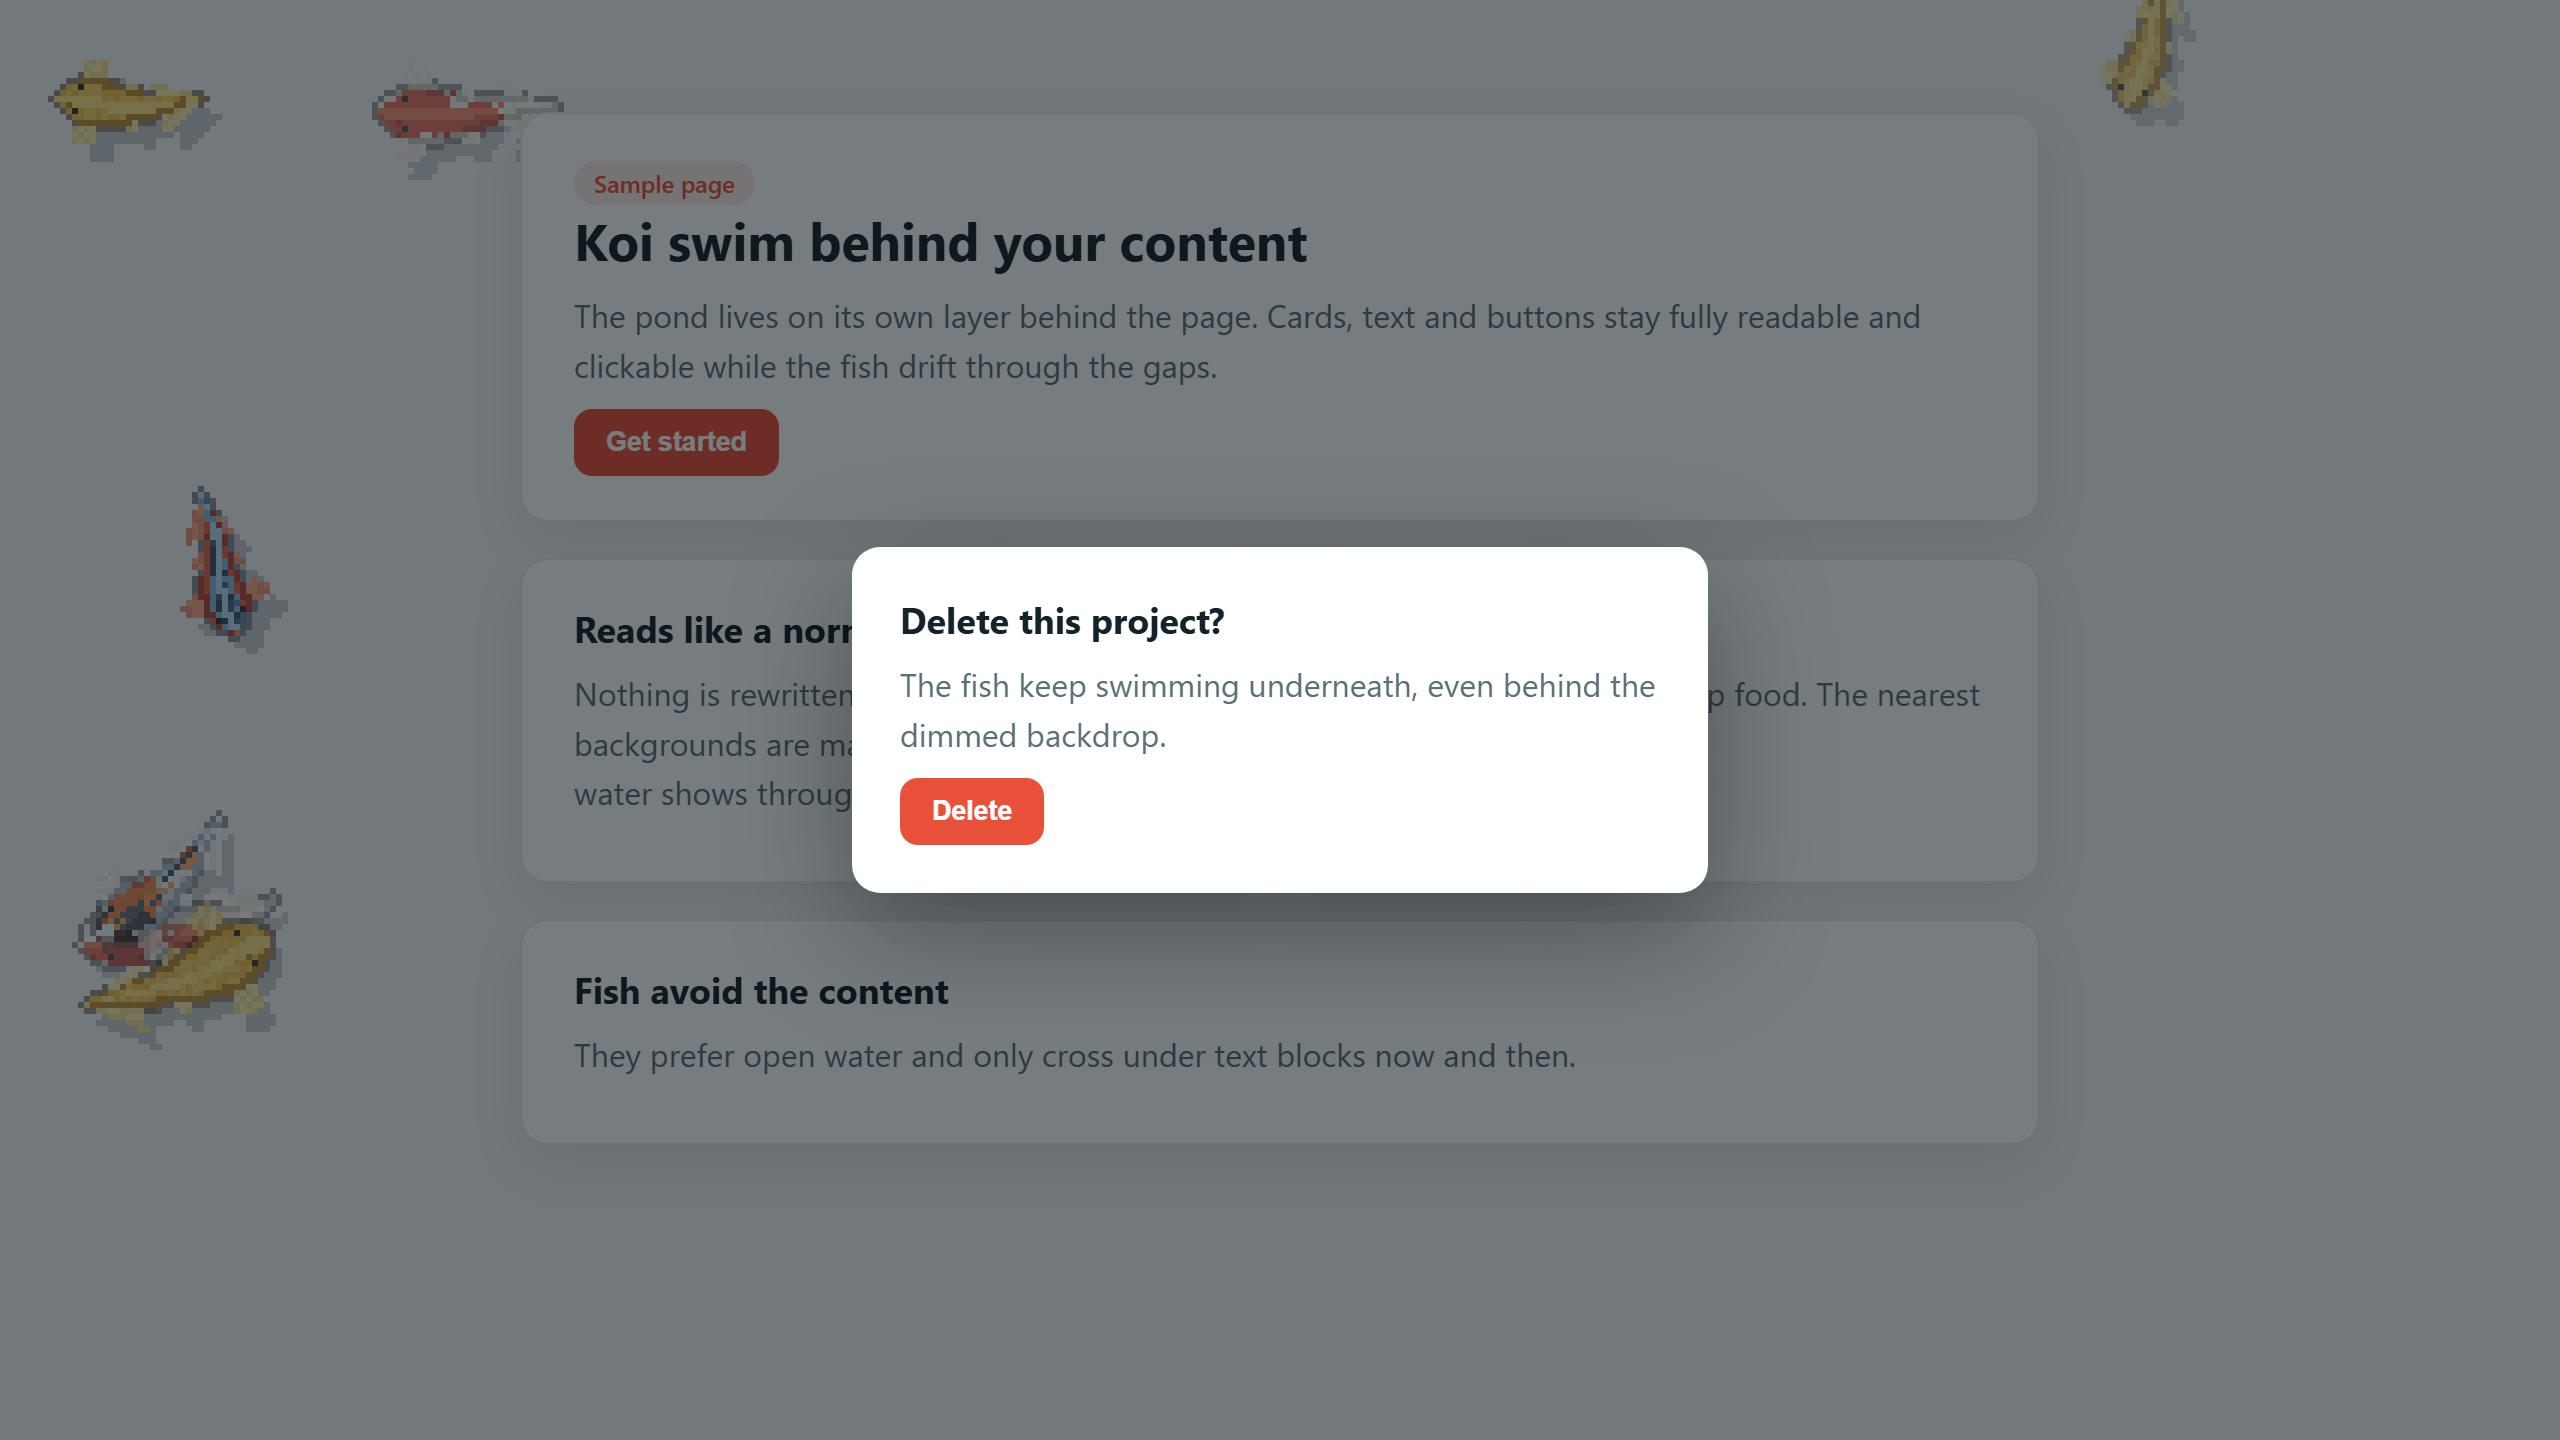 Sample page
Koi swim behind your content
The pond lives on its own layer behind the page. Cards, text and buttons stay fully readable and
clickable while the fish drift through the gaps.
Get started
Reads like a
Nothing is rewritten
food. The nearest
backgrounds are
water shows
Delete this project?
The fish keep swimming underneath, even behind the
dimmed backdrop.
Delete
Fish avoid the content
They prefer open water and only cross under text blocks now and then.